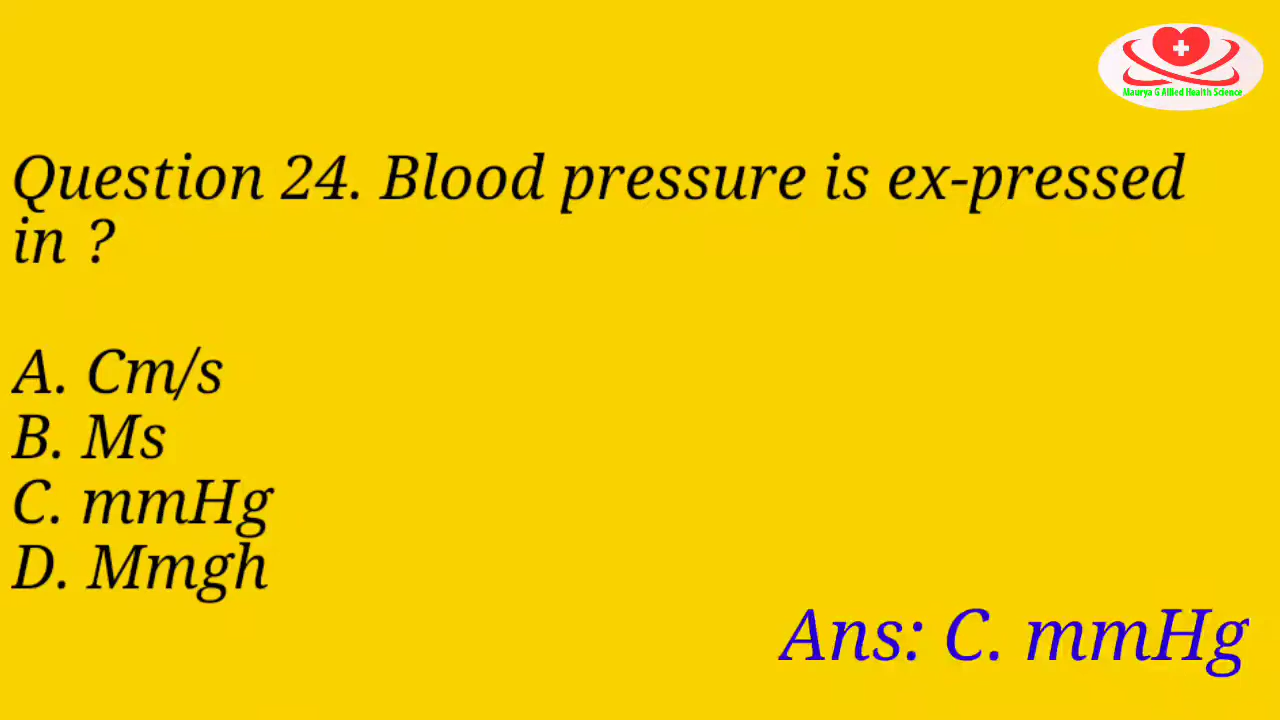 Maurya G Allied Health Science
Question 24. Blood pressure is ex-pressed
in ?
A. Cm/s
B. Ms
C. mmHg
D. Mmgh
Ans: C. mmHg